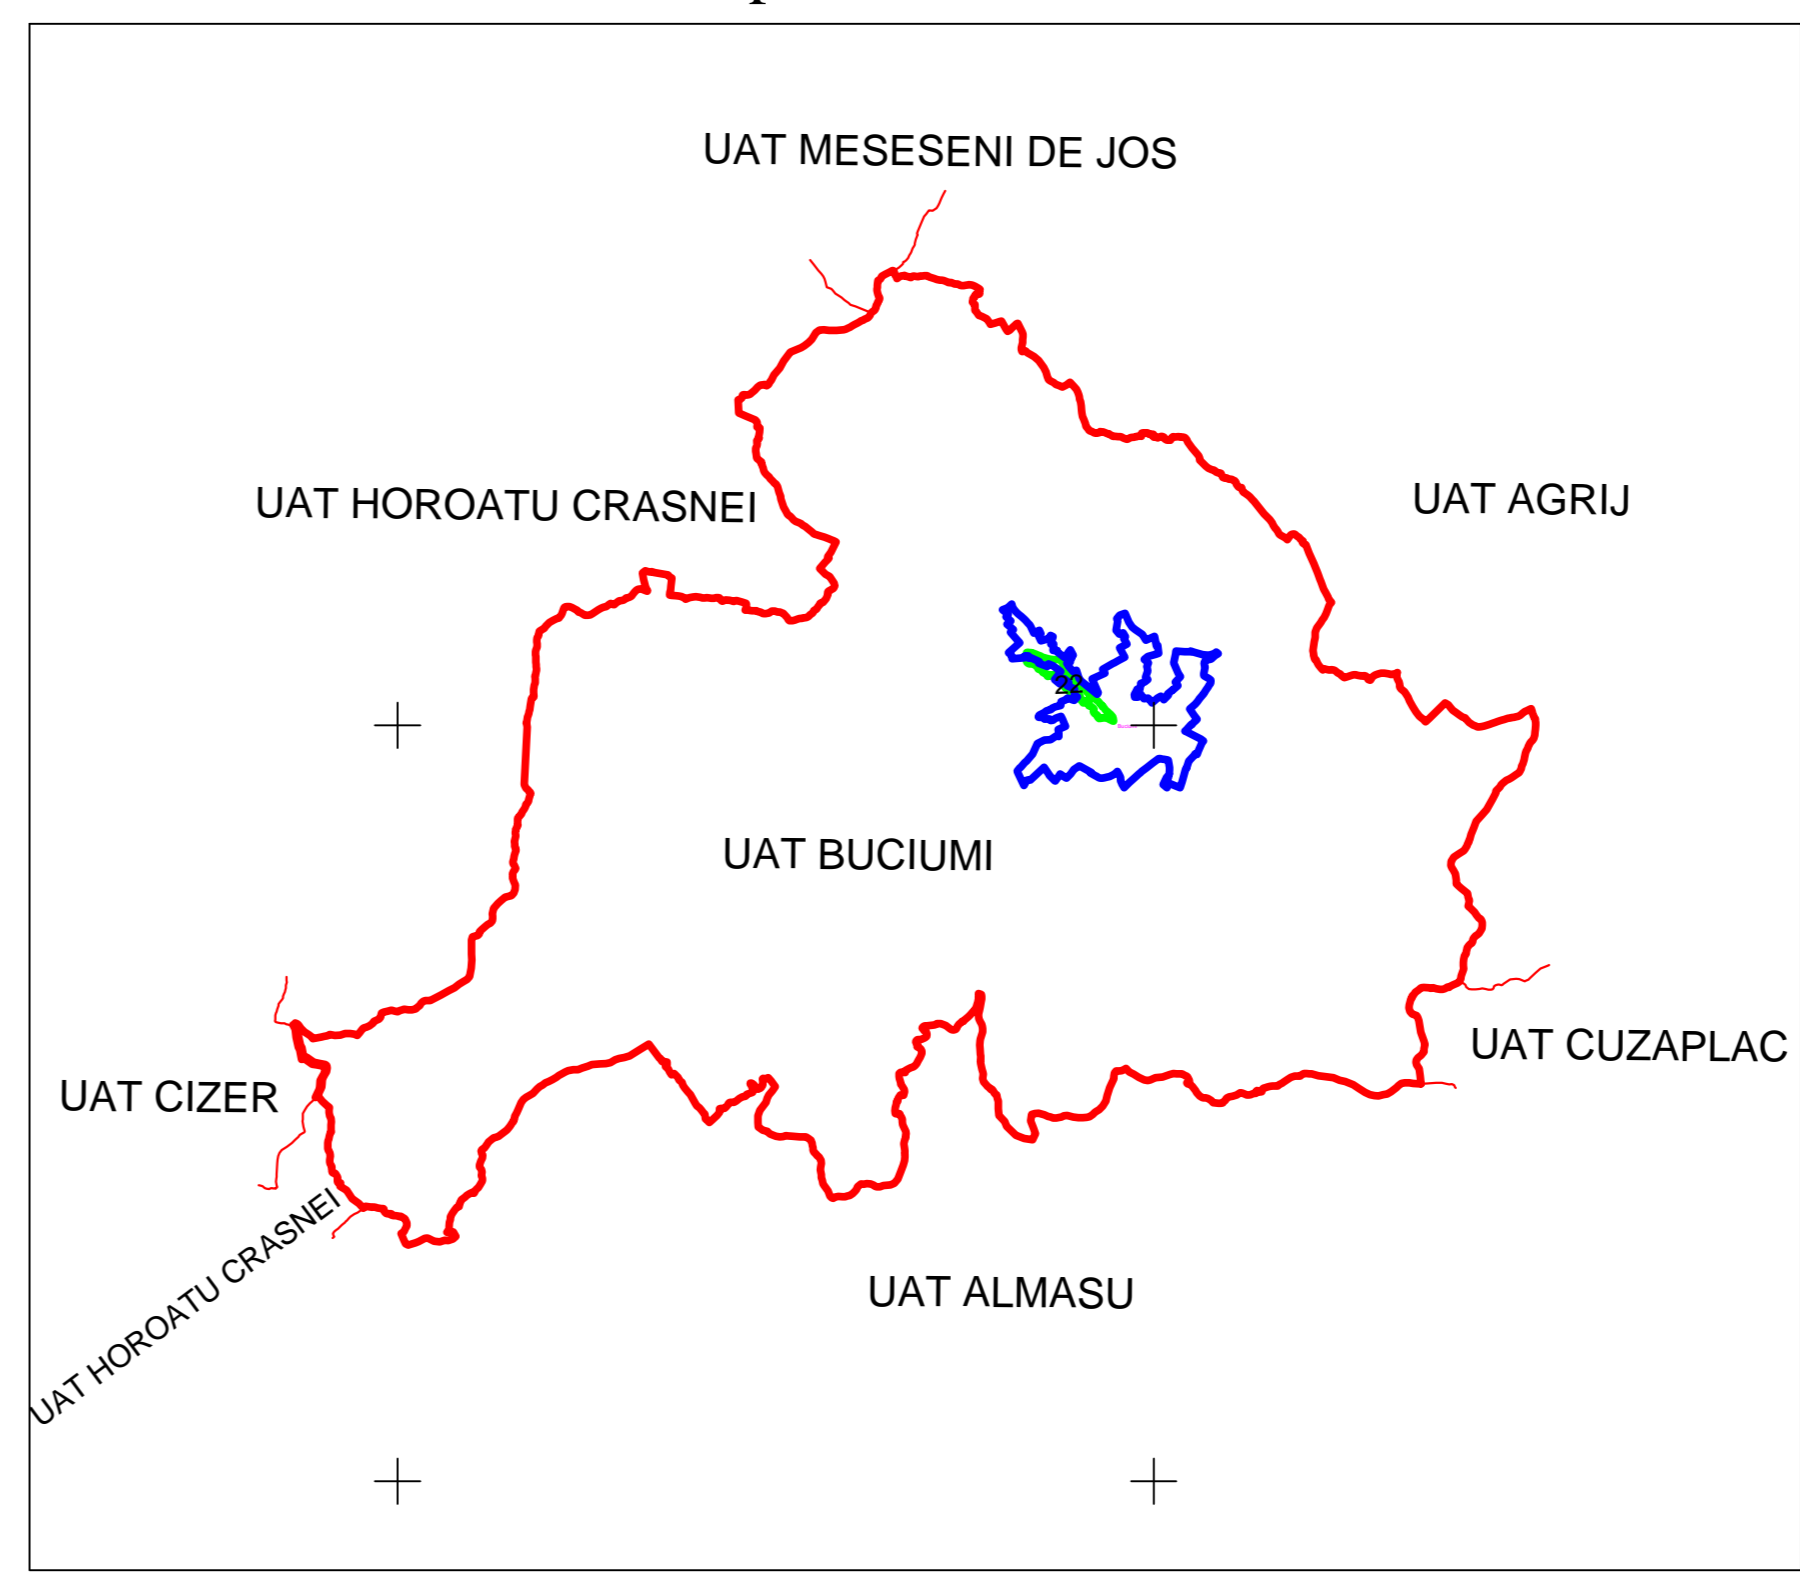 UAT MESESENI DE JOS
UAT HOROATU CRASNEI
UAT AGRIJ
22
UAT BUCIUMI
UAT CUZAPLAC
UAT CIZER
UAT HOROATU CRASNEI
UAT ALMASU